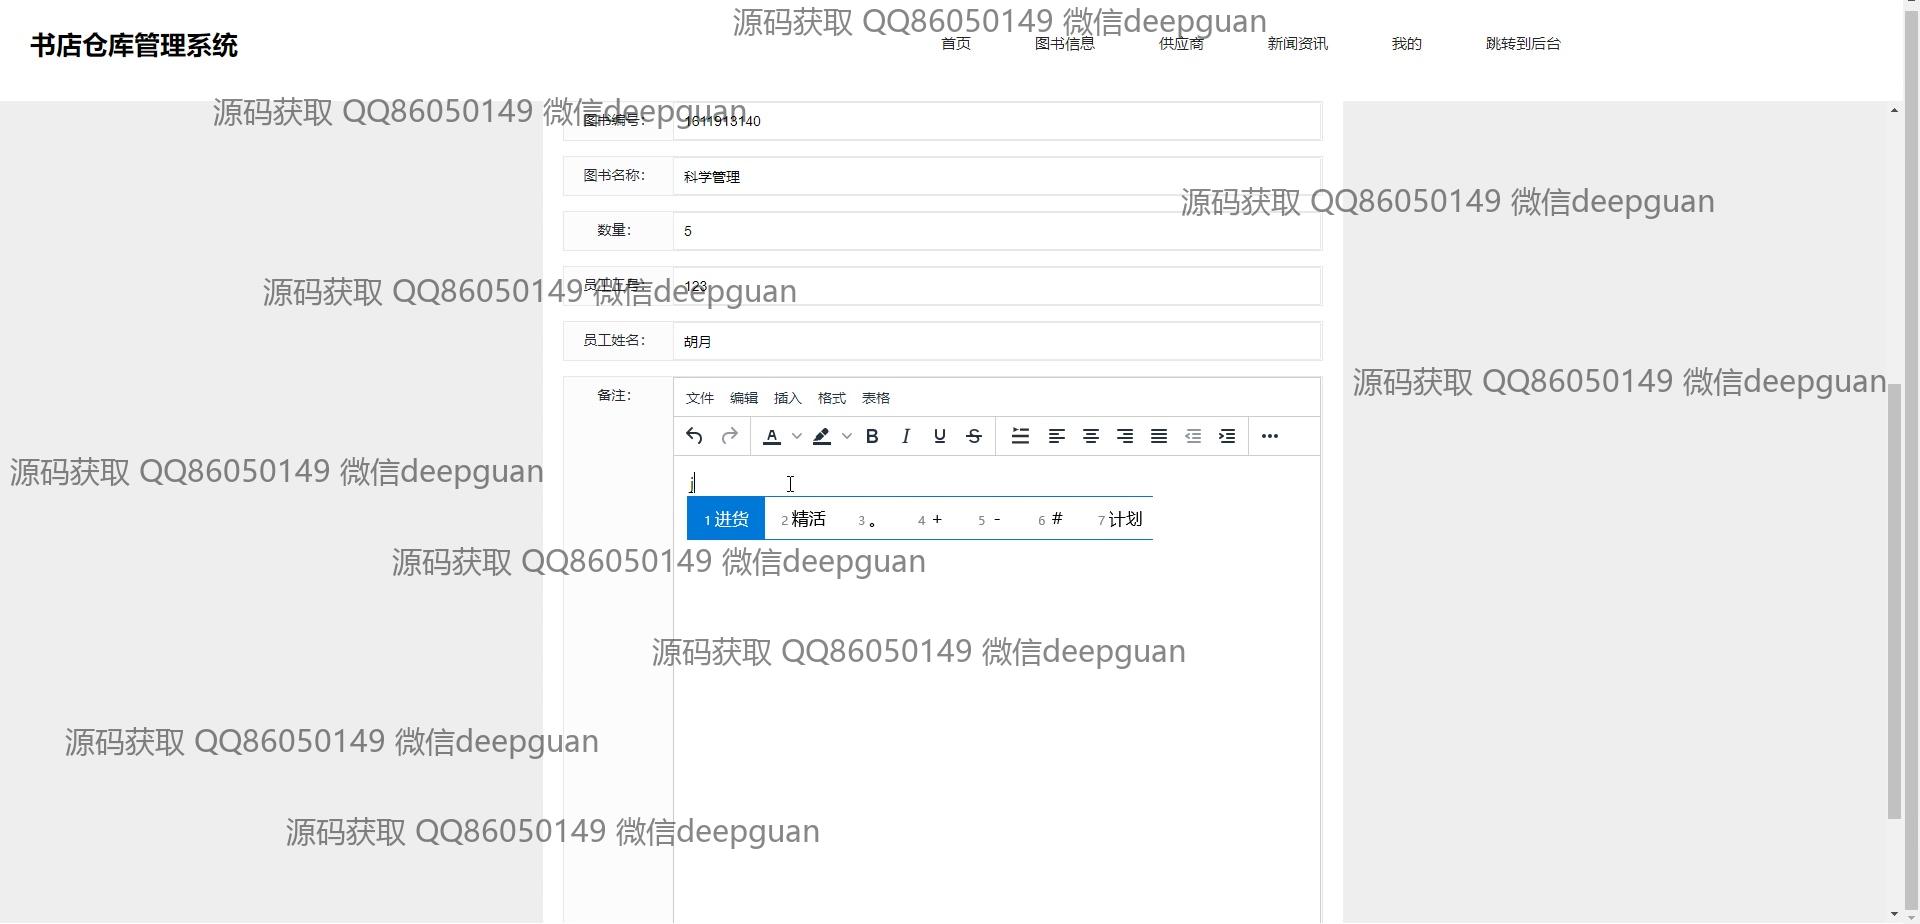 源码获取 QQ86050149 微信deepguan
书店仓库管理系统
首页 图书信息 供应商 新闻资讯 我的 跳转到后台
源码获取 QQ86050149 微信deepguan
图书编号: 1611913140
图书名称: 科学管理
源码获取 QQ86050149 微信deepguan
数量: 5
员工工号: 123
源码获取 QQ86050149 微信deepguan
员工姓名: 胡月
源码获取 QQ86050149 微信deepguan
备注:
文件 编辑 插入 格式 表格
A B I U S
源码获取 QQ86050149 微信deepguan
j
1 进货 2 精活 3 。 4 + 5 - 6 # 7 计划
源码获取 QQ86050149 微信deepguan
源码获取 QQ86050149 微信deepguan
源码获取 QQ86050149 微信deepguan
源码获取 QQ86050149 微信deepguan